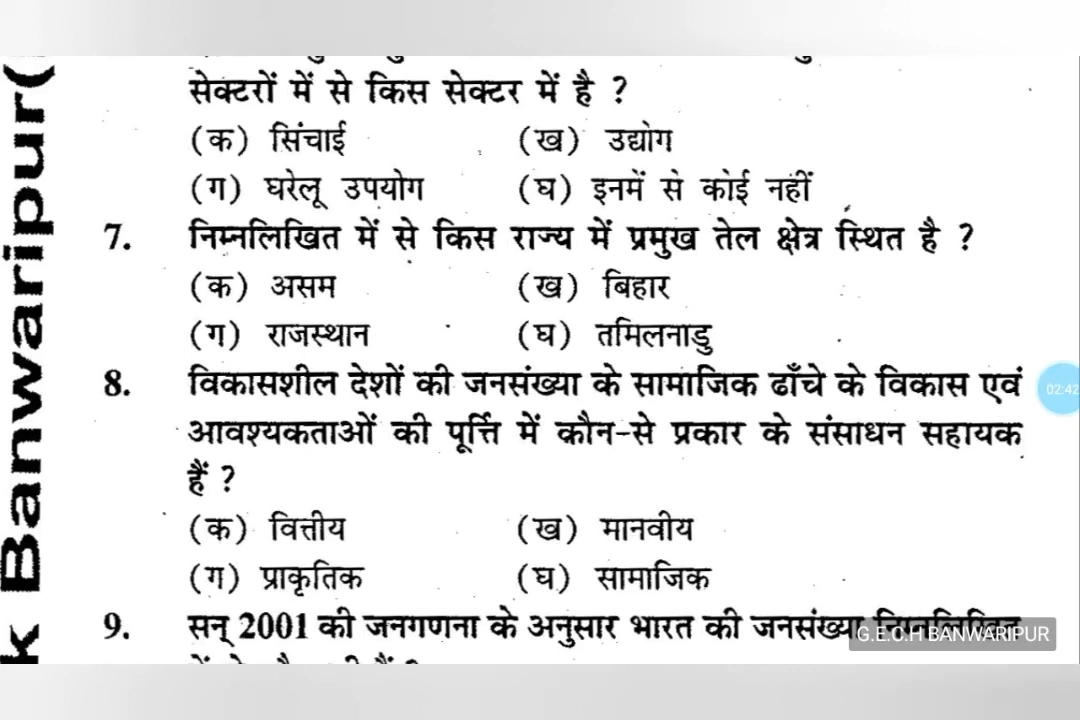 सेक्टरों में से किस सेक्टर में है ?
(क) सिंचाई (ख) उद्योग
(ग) घरेलू उपयोग (घ) इनमें से कोई नहीं
7. निम्नलिखित में से किस राज्य में प्रमुख तेल क्षेत्र स्थित है ?
(क) असम (ख) बिहार
(ग) राजस्थान (घ) तमिलनाडु
8. विकासशील देशों की जनसंख्या के सामाजिक ढाँचे के विकास एवं
आवश्यकताओं की पूर्त्ति में कौन-से प्रकार के संसाधन सहायक
हैं ?
(क) वित्तीय (ख) मानवीय
(ग) प्राकृतिक (घ) सामाजिक
9. सन् 2001 की जनगणना के अनुसार भारत की जनसंख्या निम्नलिखित
k Banwaripur(
02:42
G.E.C.H BANWARIPUR